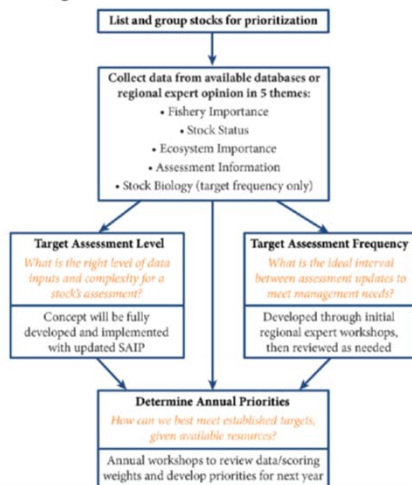 List and group stocks for prioritization
Collect data from available databases or
regional expert opinion in 5 themes:
• Fishery Importance
• Stock Status
• Ecosystem Importance
• Assessment Information
• Stock Biology (target frequency only)
Target Assessment Level
What is the right level of data
inputs and complexity for a
stock's assessment?
Concept will be fully
developed and implemented
with updated SAIP
Target Assessment Frequency
What is the ideal interval
between assessment updates to
meet management needs?
Developed through initial
regional expert workshops,
then reviewed as needed
Determine Annual Priorities
How can we best meet established targets,
given available resources?
Annual workshops to review data/scoring
weights and develop priorities for next year